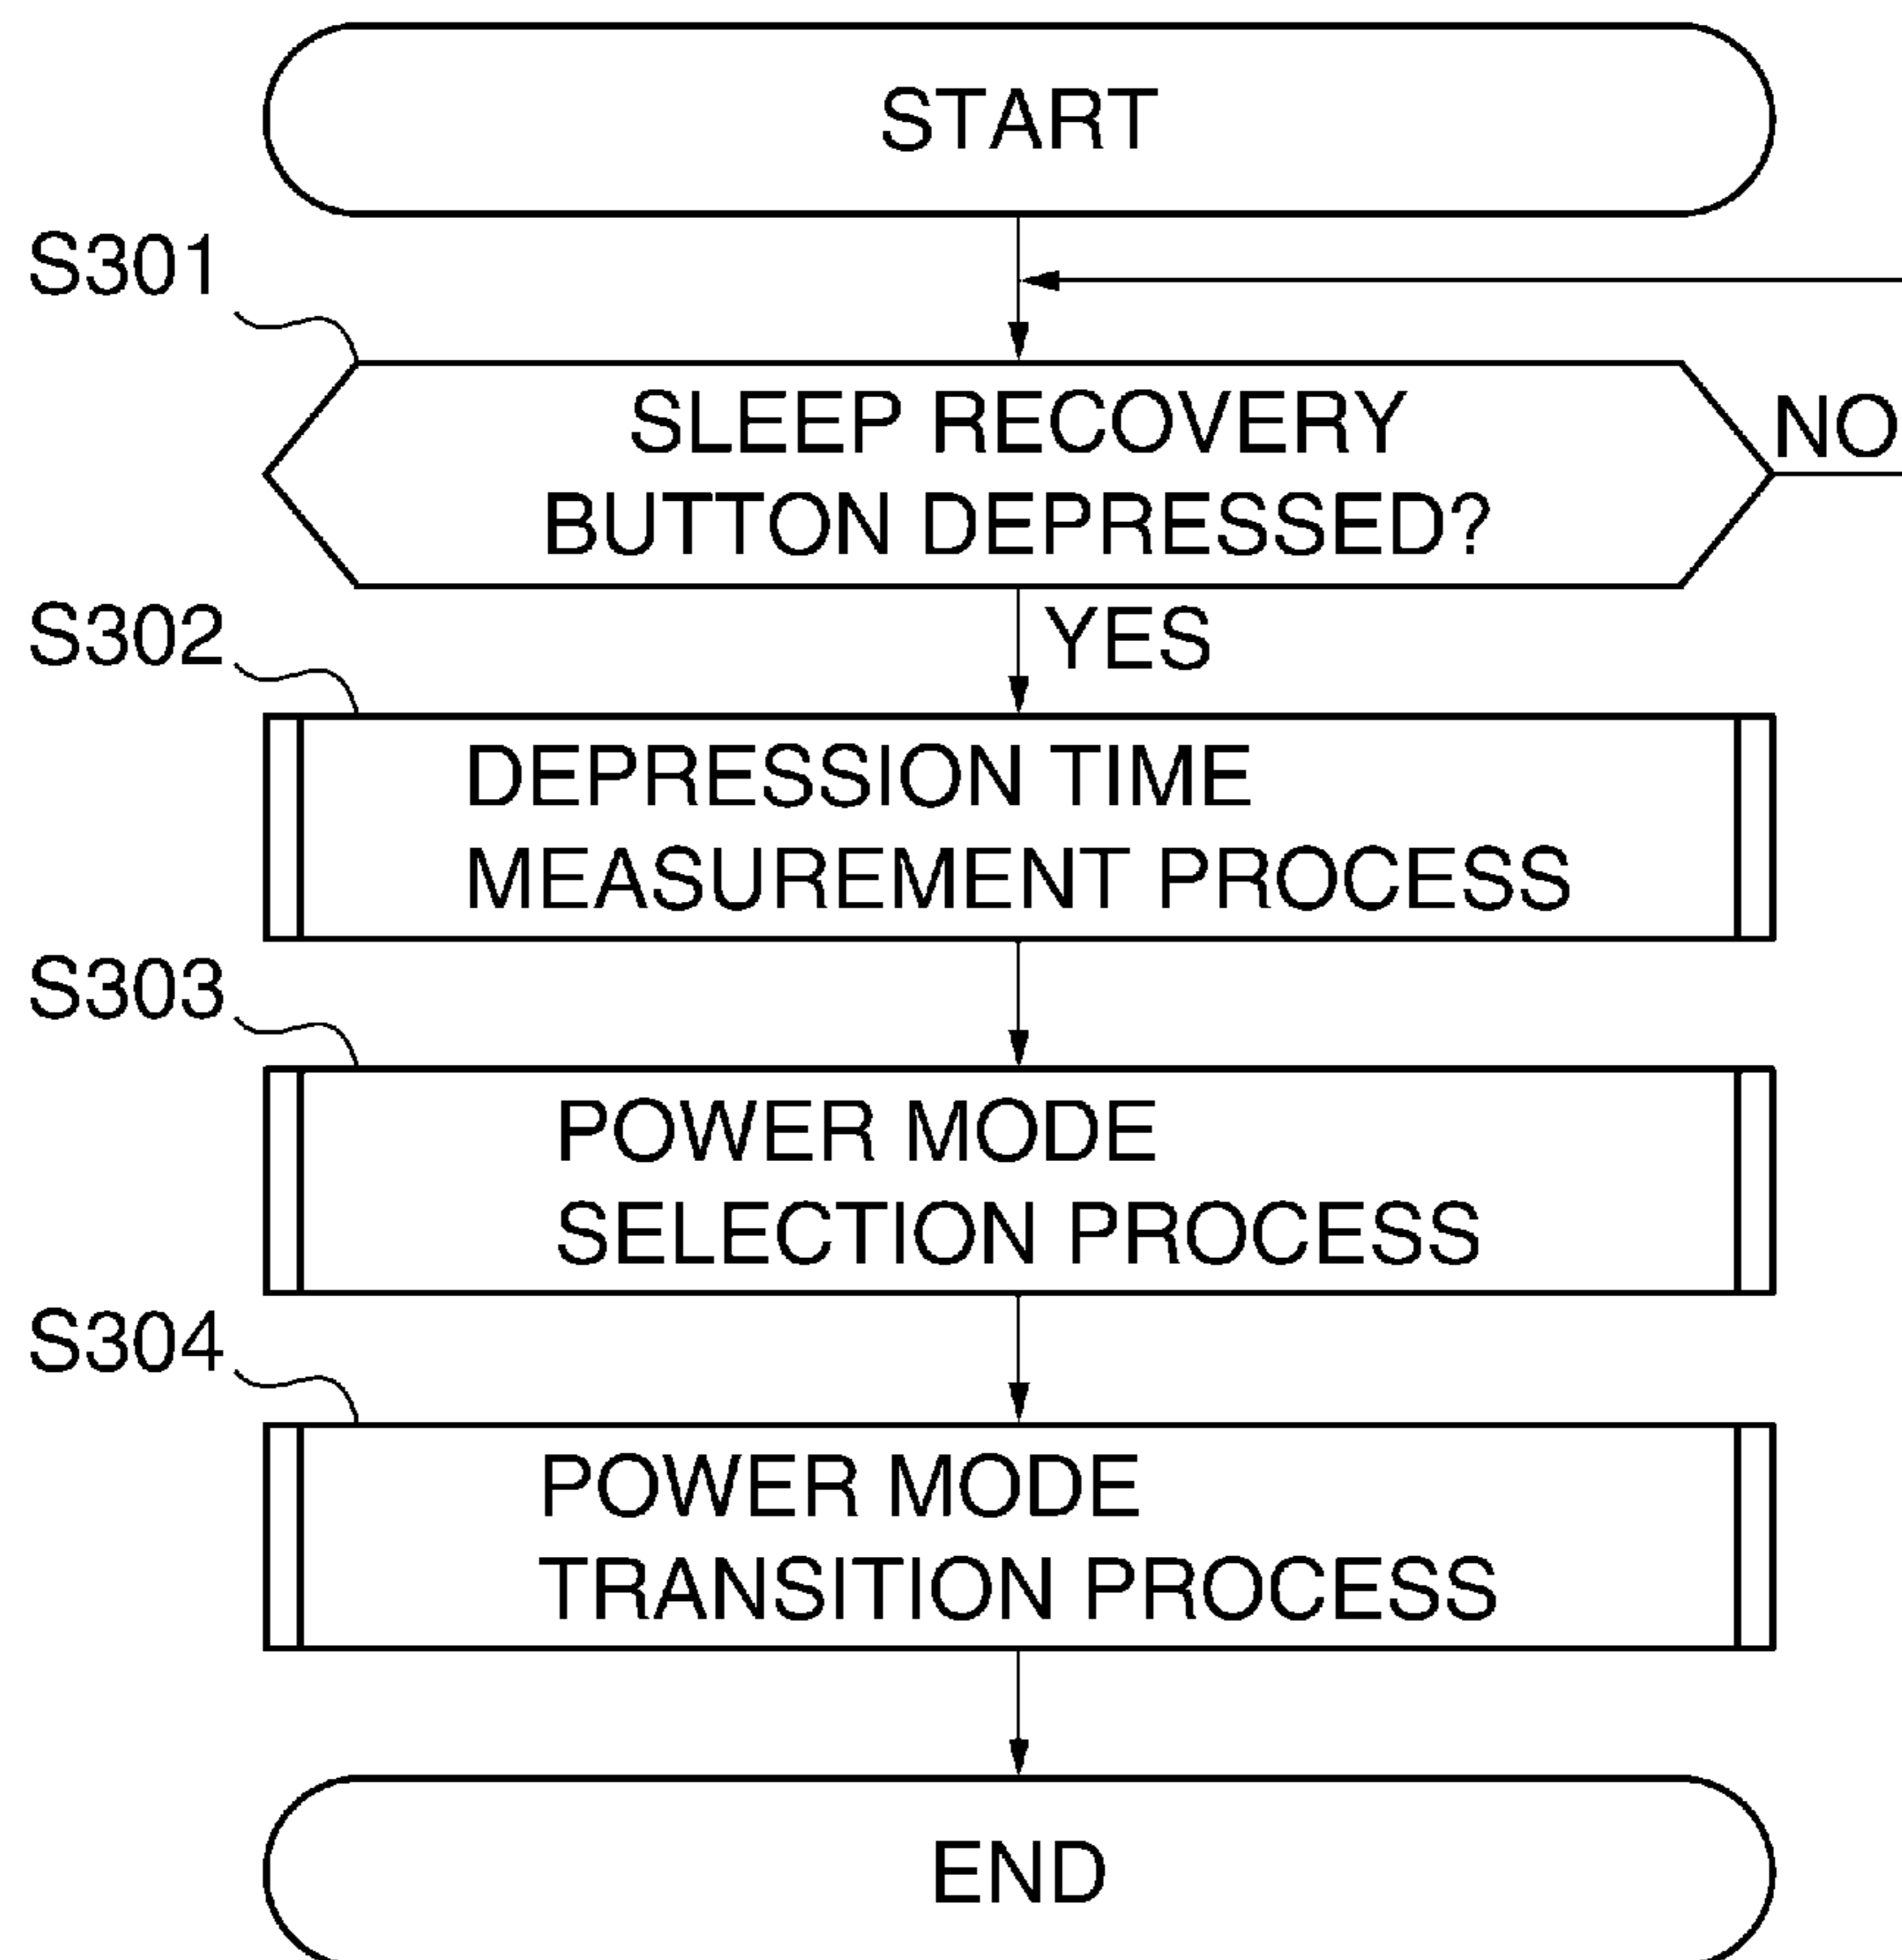 START
S301
SLEEP RECOVERY
BUTTON DEPRESSED?
NO
YES
S302
DEPRESSION TIME
MEASUREMENT PROCESS
S303
POWER MODE
SELECTION PROCESS
S304
POWER MODE
TRANSITION PROCESS
END